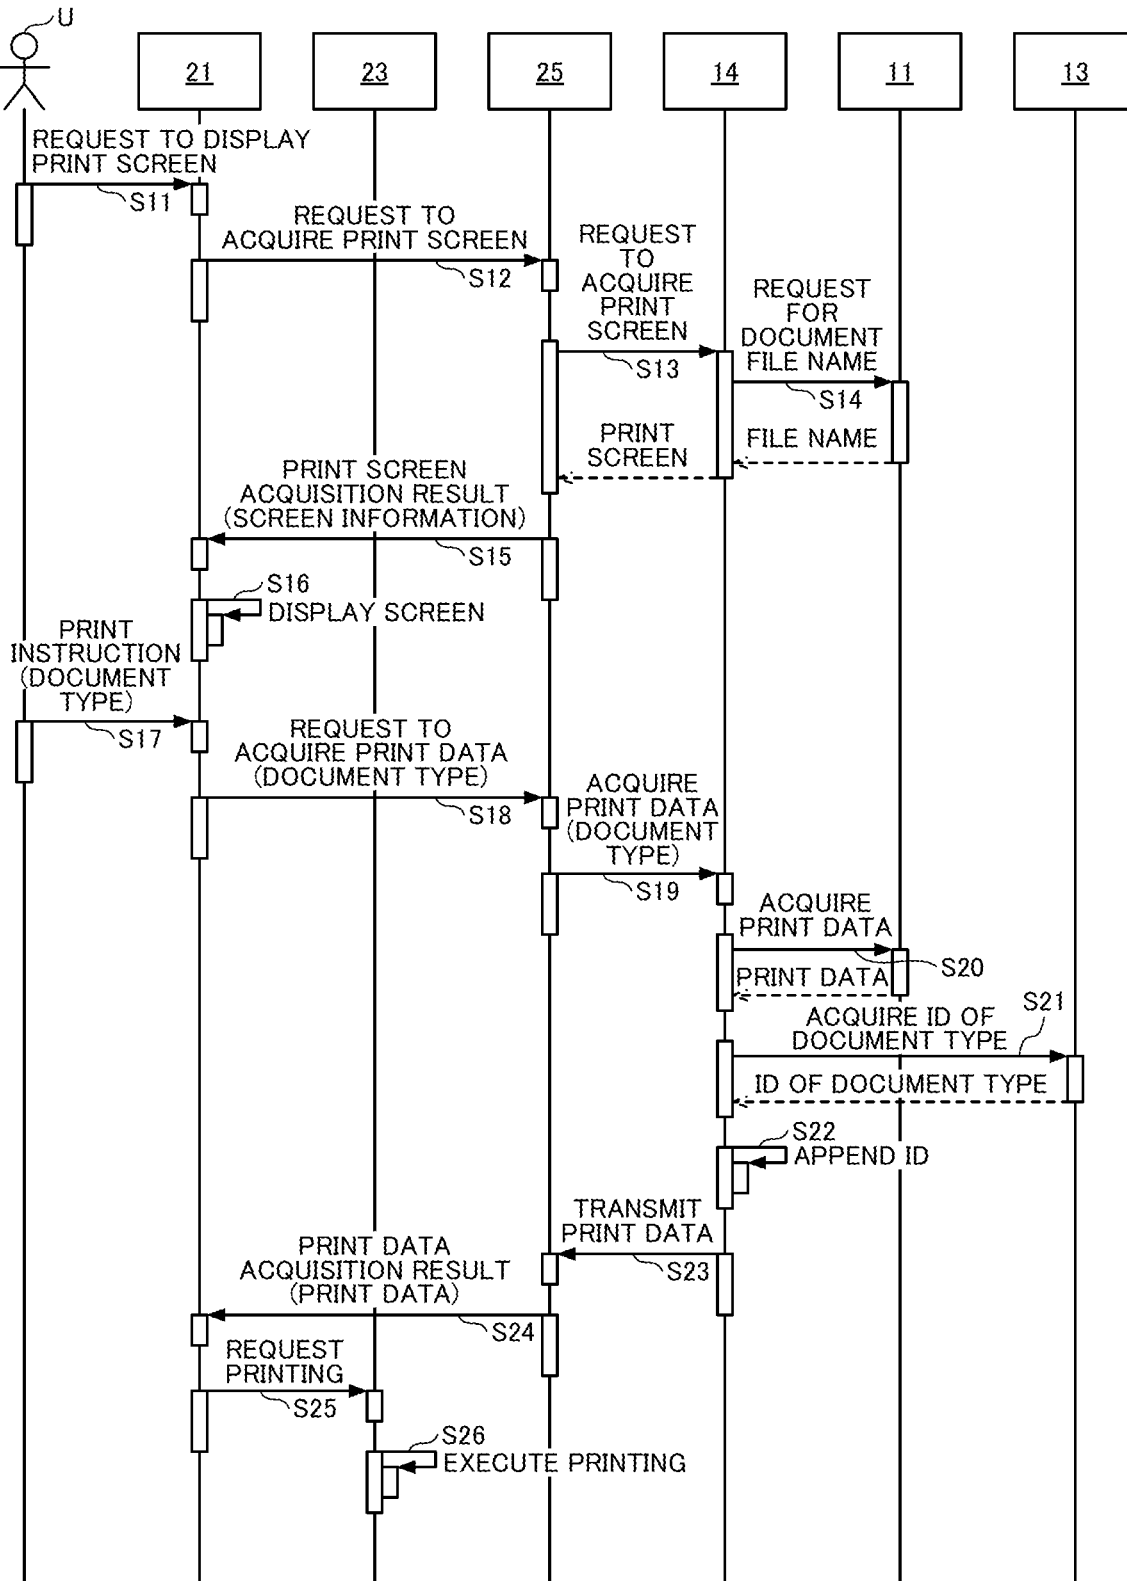 U
21
23
25
14
11
13
REQUEST TO DISPLAY
PRINT SCREEN
S11
REQUEST TO
ACQUIRE PRINT SCREEN
S12
REQUEST
TO
ACQUIRE
PRINT
SCREEN
S13
REQUEST
FOR
DOCUMENT
FILE NAME
S14
FILE NAME
PRINT
SCREEN
PRINT SCREEN
ACQUISITION RESULT
(SCREEN INFORMATION)
S15
S16
DISPLAY SCREEN
PRINT
INSTRUCTION
(DOCUMENT
TYPE)
S17
REQUEST TO
ACQUIRE PRINT DATA
(DOCUMENT TYPE)
S18
ACQUIRE
PRINT DATA
(DOCUMENT
TYPE)
S19
ACQUIRE
PRINT DATA
S20
PRINT DATA
S21
ACQUIRE ID OF
DOCUMENT TYPE
ID OF DOCUMENT TYPE
S22
APPEND ID
TRANSMIT
PRINT DATA
S23
PRINT DATA
ACQUISITION RESULT
(PRINT DATA)
S24
REQUEST
PRINTING
S25
S26
EXECUTE PRINTING